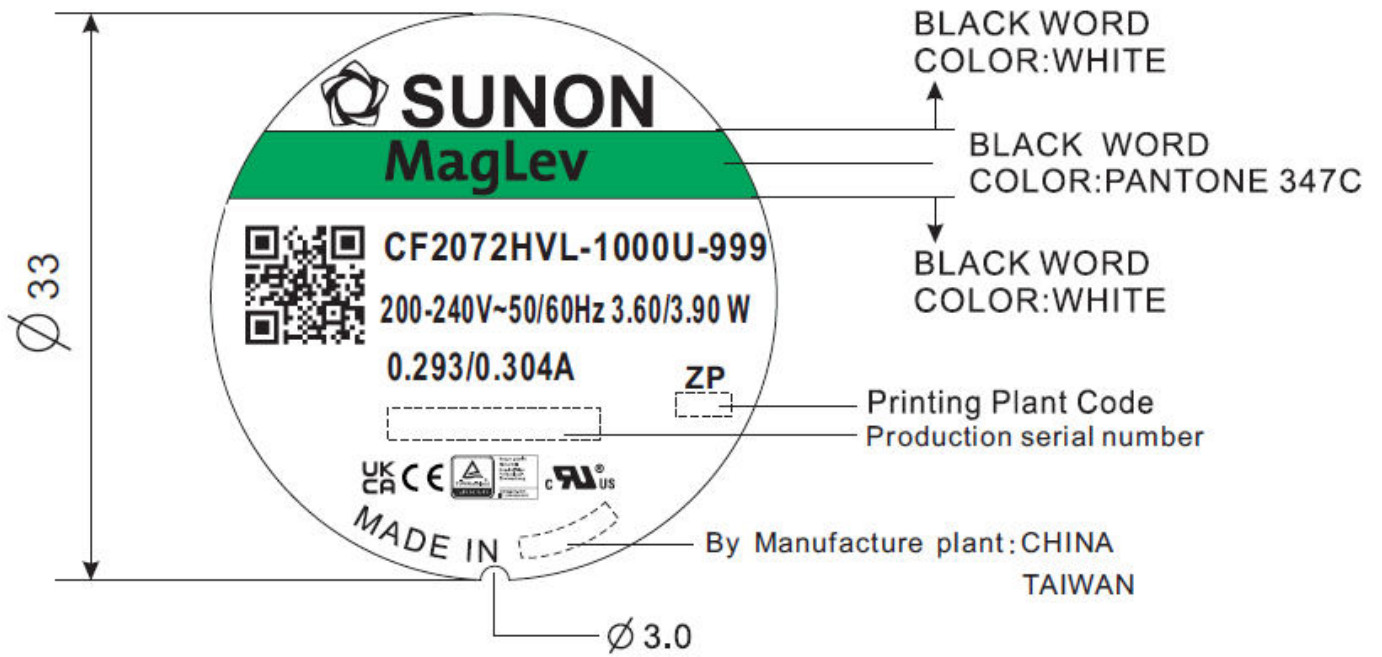 BLACK WORD
COLOR:WHITE
SUNON
MagLev
BLACK WORD
COLOR:PANTONE 347C
CF2072HVL-1000U-999
BLACK WORD
COLOR:WHITE
Ø 33
200-240V~50/60Hz 3.60/3.90 W
0.293/0.304A
ZP
Printing Plant Code
Production serial number
UK
CA CE
c RU ® US
MADE IN
By Manufacture plant:CHINA
TAIWAN
Ø 3.0